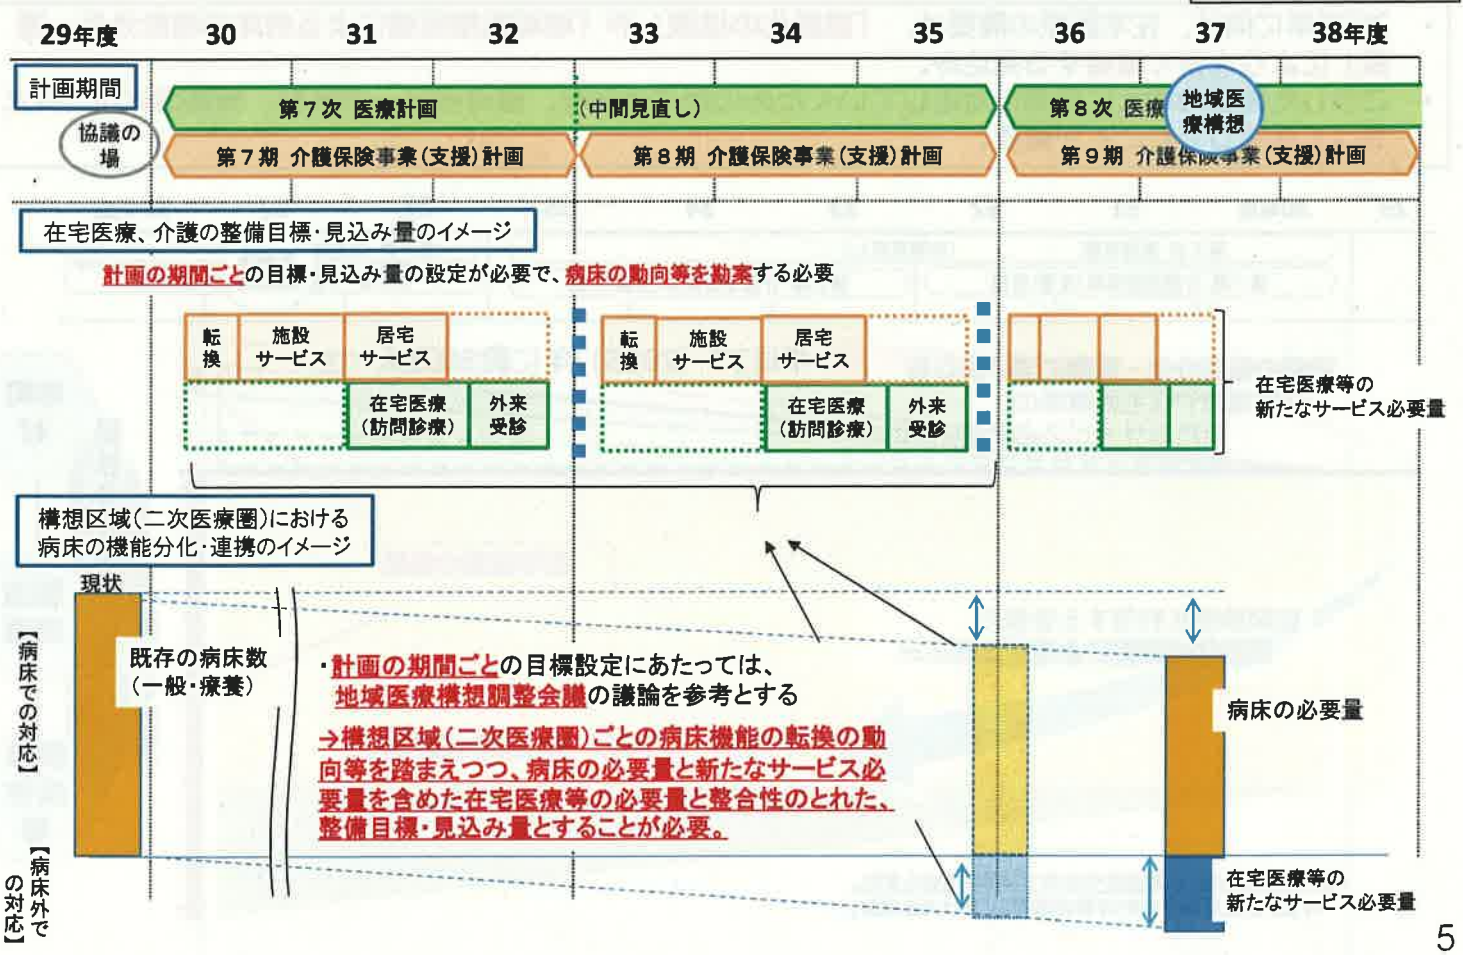 29年度 30 31 32 33 34 35 36 37 38年度
計画期間
協議の
場
第7次 医療計画
(中間見直し)
第8次 医療
地域医
療構想
第7期 介護保険事業(支援)計画
第8期 介護保険事業(支援)計画
第9期 介護保険事業(支援)計画
在宅医療、介護の整備目標・見込み量のイメージ
計画の期間ごとの目標・見込み量の設定が必要で、病床の動向等を勘案する必要
転
換
施設
サービス
居宅
サービス
在宅医療
(訪問診療)
外来
受診
転
換
施設
サービス
居宅
サービス
在宅医療
(訪問診療)
外来
受診
在宅医療等の
新たなサービス必要量
構想区域(二次医療圏)における
病床の機能分化・連携のイメージ
現状
【病床での対応】
既存の病床数
(一般・療養)
・計画の期間ごとの目標設定にあたっては、
地域医療構想調整会議の議論を参考とする
→構想区域(二次医療圏)ごとの病床機能の転換の動
向等を踏まえつつ、病床の必要量と新たなサービス必
要量を含めた在宅医療等の必要量と整合性のとれた、
整備目標・見込み量とすることが必要。
病床の必要量
【病床外で
の対応】
在宅医療等の
新たなサービス必要量
5